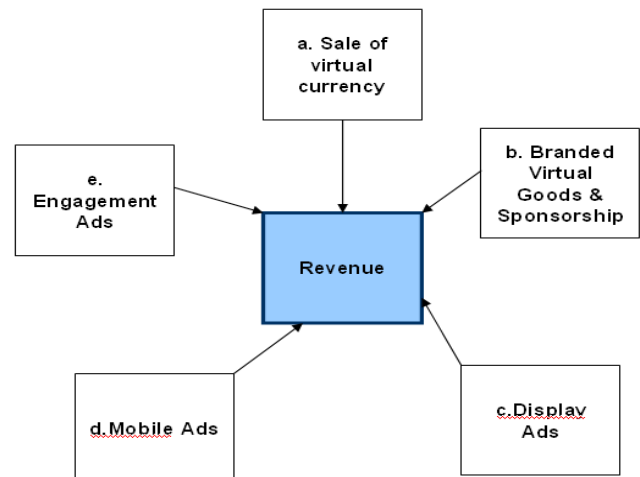 a. Sale of
virtual
currency
b. Branded
Virtual
Goods &
Sponsorship
e.
Engagement
Ads
Revenue
d.Mobile Ads
c.Display
Ads